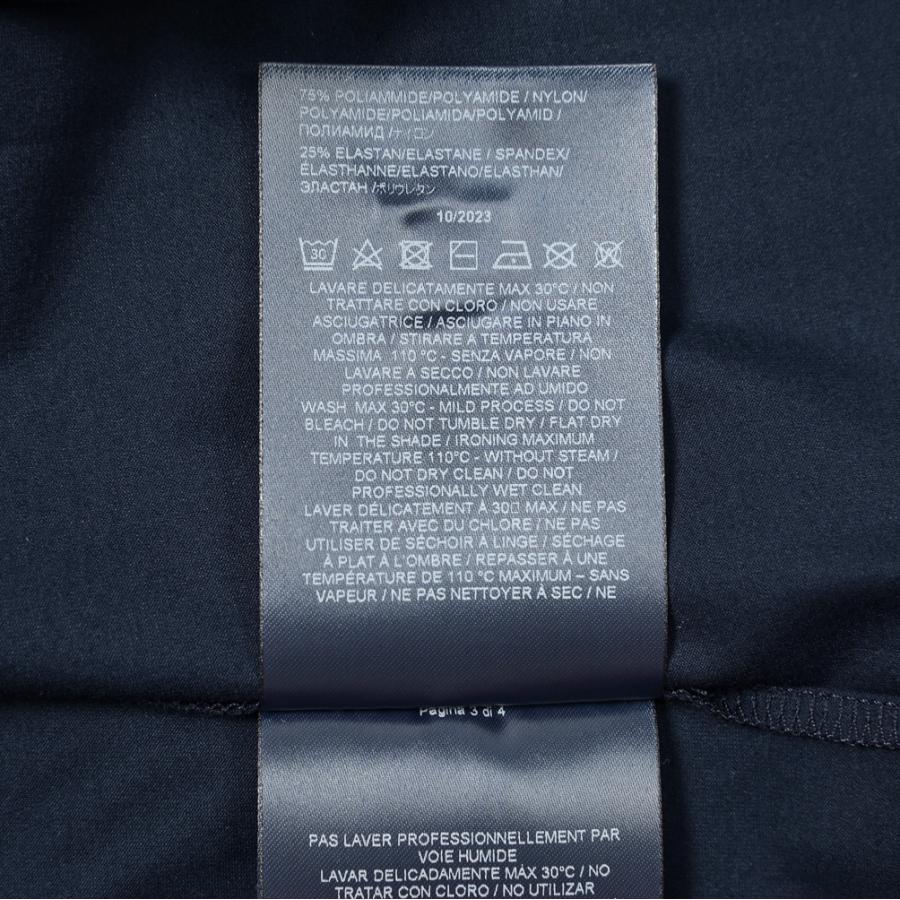 75% POLIAMMIDE/POLYAMIDE / NYLON/
POLYAMIDE/POLIAMIDA/POLYAMID /
ПОЛИАМИД /ナイロン
25% ELASTAN/ELASTANE / SPANDEX/
ÉLASTHANNE/ELASTANO/ELASTHAN/
ЭЛАСТАН /ポリウレタン
10/2023
30
LAVARE DELICATAMENTE MAX 30°C / NON
TRATTARE CON CLORO / NON USARE
ASCIUGATRICE / ASCIUGARE IN PIANO IN
OMBRA / STIRARE A TEMPERATURA
MASSIMA 110 °C - SENZA VAPORE / NON
LAVARE A SECCO / NON LAVARE
PROFESSIONALMENTE AD UMIDO
WASH MAX 30°C - MILD PROCESS / DO NOT
BLEACH / DO NOT TUMBLE DRY / FLAT DRY
IN THE SHADE / IRONING MAXIMUM
TEMPERATURE 110°C - WITHOUT STEAM /
DO NOT DRY CLEAN / DO NOT
PROFESSIONALLY WET CLEAN
LAVER DÉLICATEMENT À 30▯ MAX / NE PAS
TRAITER AVEC DU CHLORE / NE PAS
UTILISER DE SÉCHOIR À LINGE / SÉCHAGE
À PLAT À L'OMBRE / REPASSER À UNE
TEMPÉRATURE DE 110 °C MAXIMUM – SANS
VAPEUR / NE PAS NETTOYER À SEC / NE
Pagina 3 di 4
PAS LAVER PROFESSIONNELLEMENT PAR
VOIE HUMIDE
LAVAR DELICADAMENTE MÁX 30°C / NO
TRATAR CON CLORO / NO UTILIZAR